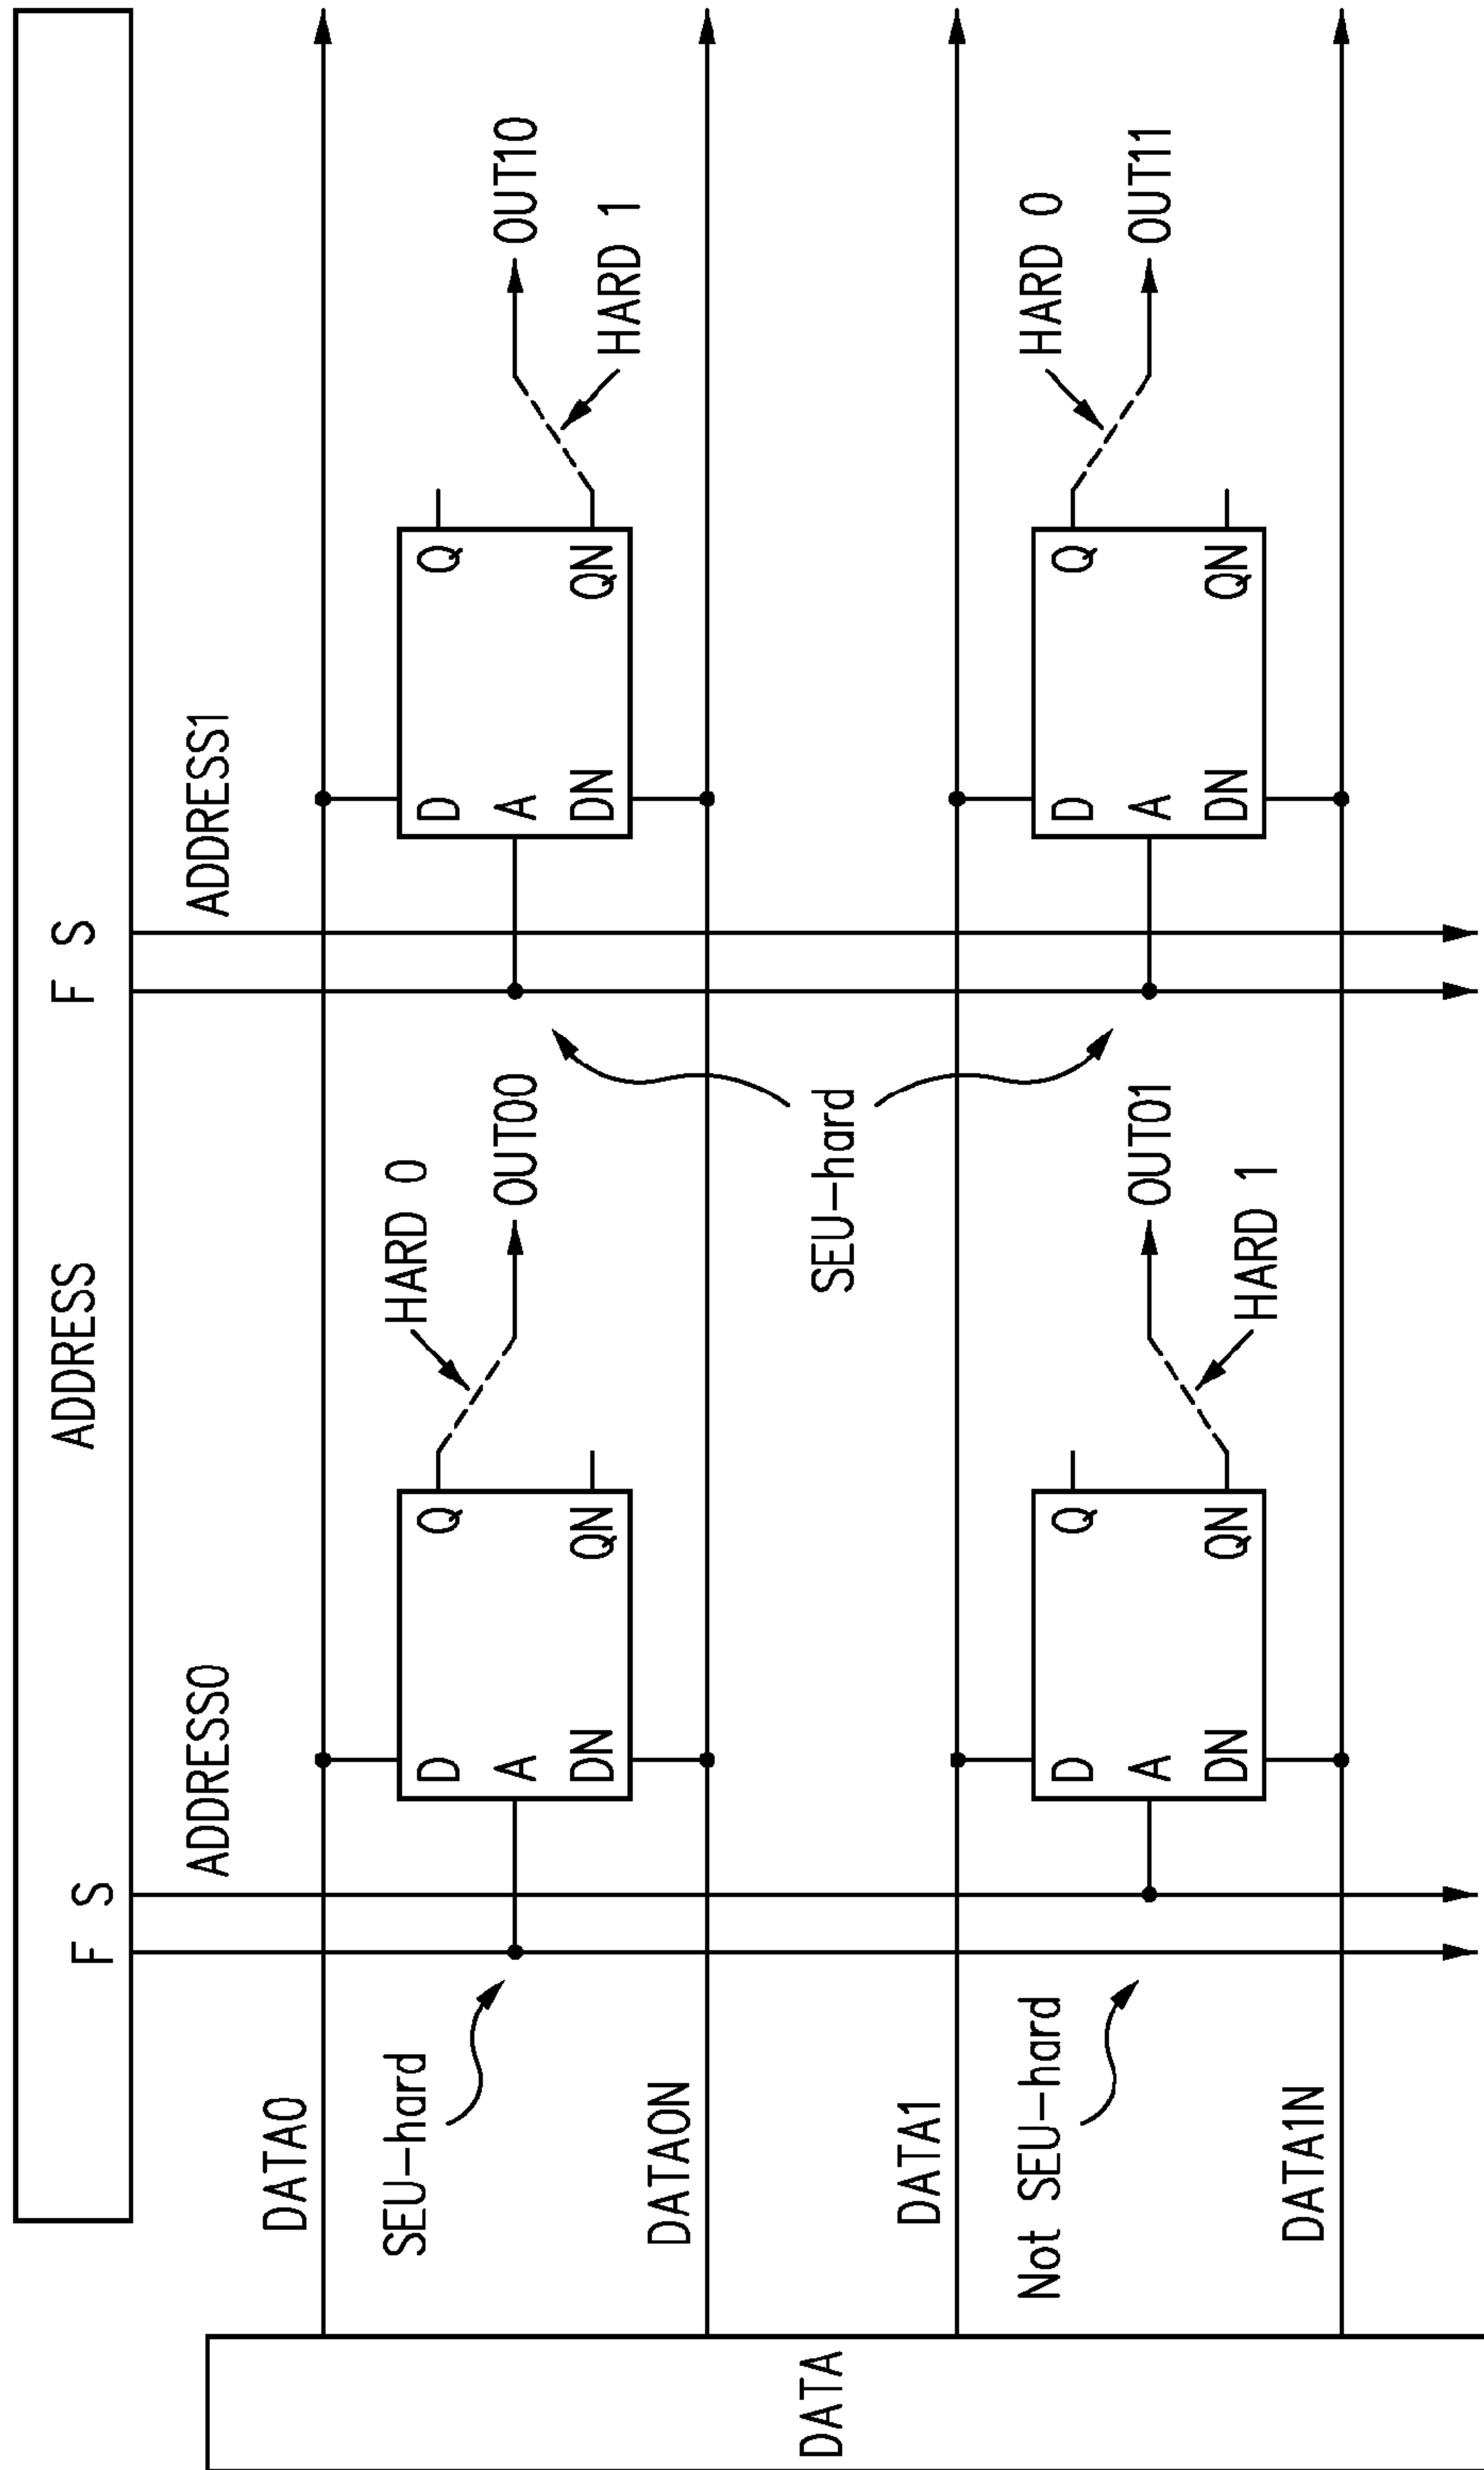 ADDRESS
F S
F S
ADDRESS0
ADDRESS1
DATA0
SEU-hard
D
Q
HARD 0
D
Q
A
OUT00
A
OUT10
DN
QN
DN
QN
HARD 1
DATA0N
DATA
SEU-hard
DATA1
Not SEU-hard
D
Q
D
Q
HARD 0
A
OUT01
A
OUT11
DN
QN
HARD 1
DN
QN
DATA1N